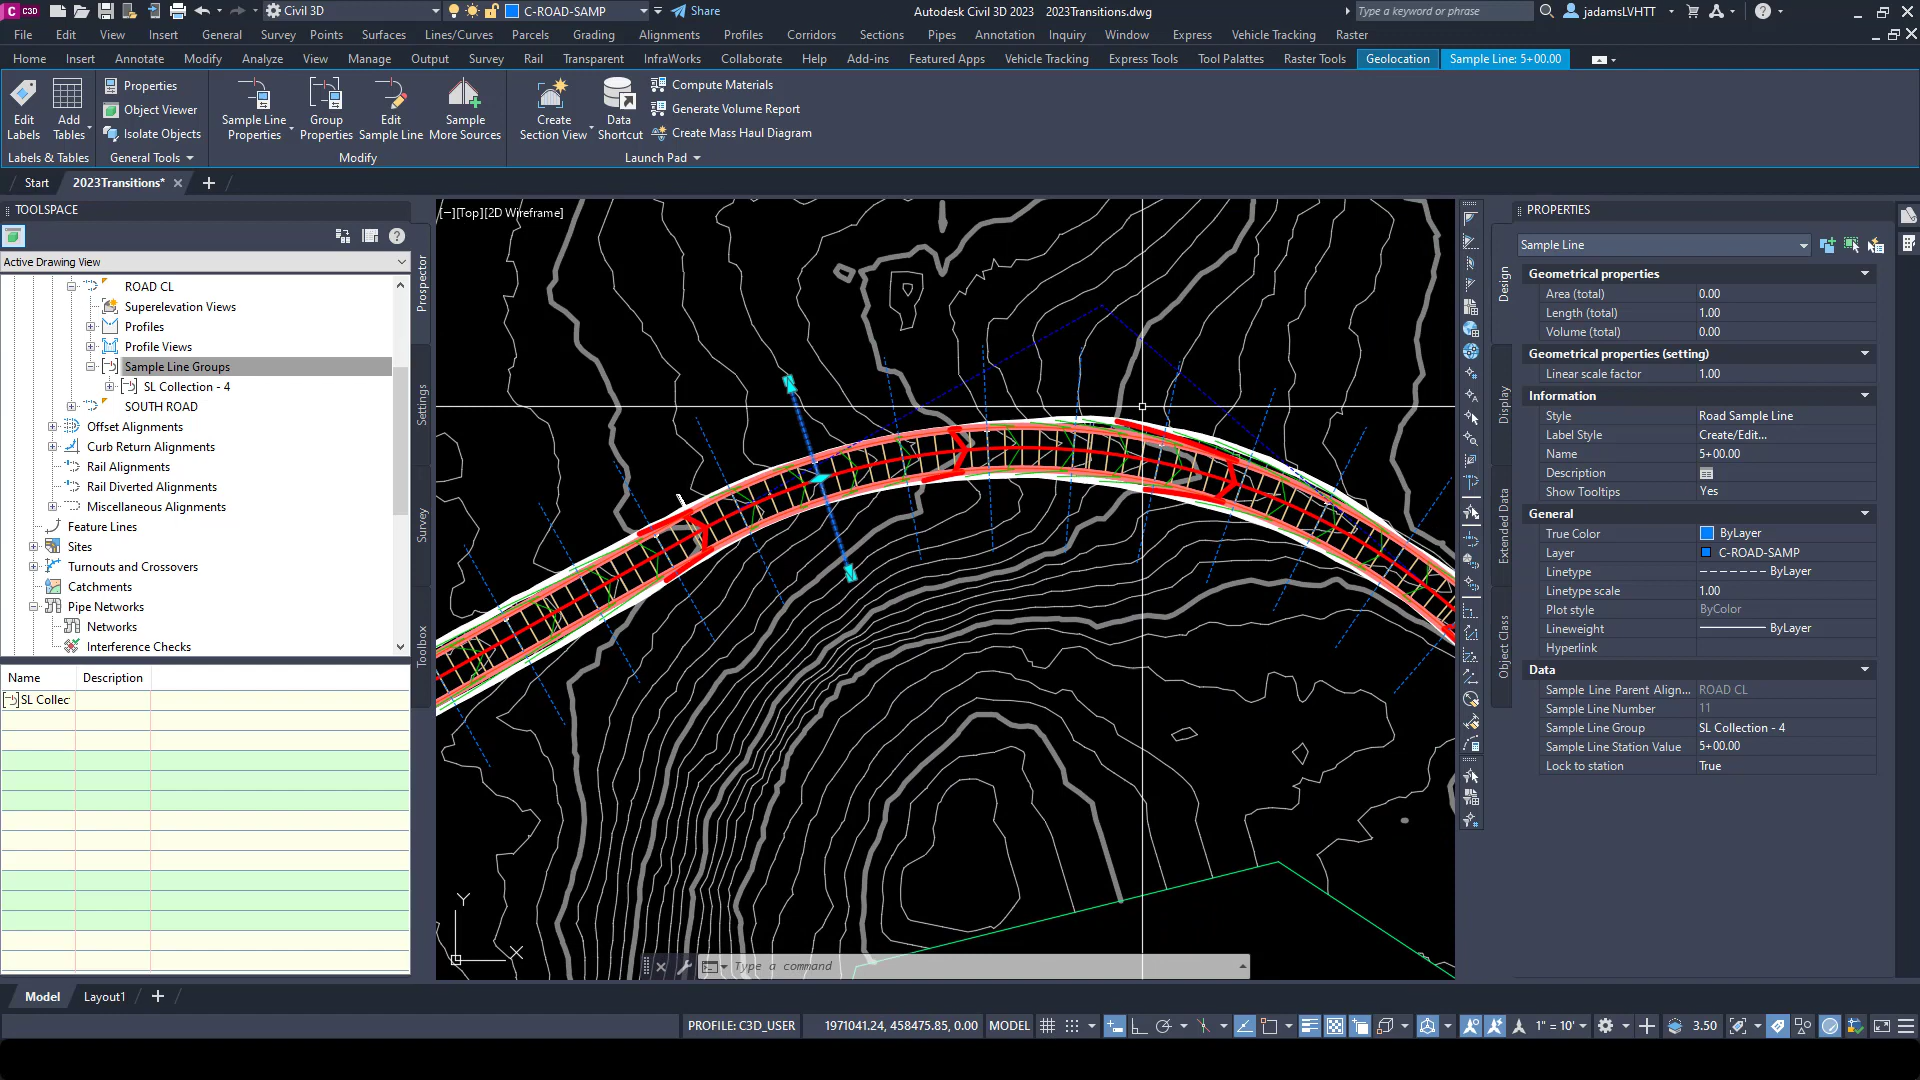 C C3D Civil 3D C-ROAD-SAMP Share Autodesk Civil 3D 2023 2023Transitions.dwg Type a keyword or phrase jadamsLVHTT
File Edit View Insert General Survey Points Surfaces Lines/Curves Parcels Grading Alignments Profiles Corridors Sections Pipes Annotation Inquiry Window Express Vehicle Tracking Raster
Home Insert Annotate Modify Analyze View Manage Output Survey Rail Transparent InfraWorks Collaborate Help Add-ins Featured Apps Vehicle Tracking Express Tools Tool Palettes Raster Tools Geolocation Sample Line: 5+00.00
Edit Labels
Add Tables
Properties
Object Viewer
Isolate Objects
Sample Line Properties
Group Properties
Edit Sample Line
Sample More Sources
Create Section View
Data Shortcut
Compute Materials
Generate Volume Report
Create Mass Haul Diagram
Labels & Tables General Tools Modify Launch Pad
Start 2023Transitions*
TOOLSPACE
Active Drawing View
ROAD CL
Superelevation Views
Profiles
Profile Views
Sample Line Groups
SL Collection - 4
SOUTH ROAD
Offset Alignments
Curb Return Alignments
Rail Alignments
Rail Diverted Alignments
Miscellaneous Alignments
Feature Lines
Sites
Turnouts and Crossovers
Catchments
Pipe Networks
Networks
Interference Checks
Name Description
SL Collec
Prospector
Settings
Survey
Toolbox
[−][Top][2D Wireframe]
Y
X
Type a command
PROPERTIES
Sample Line
Design
Display
Extended Data
Object Class
Geometrical properties
Area (total) 0.00
Length (total) 1.00
Volume (total) 0.00
Geometrical properties (setting)
Linear scale factor 1.00
Information
Style Road Sample Line
Label Style Create/Edit...
Name 5+00.00
Description
Show Tooltips Yes
General
True Color ByLayer
Layer C-ROAD-SAMP
Linetype ByLayer
Linetype scale 1.00
Plot style ByColor
Lineweight ByLayer
Hyperlink
Data
Sample Line Parent Align... ROAD CL
Sample Line Number 11
Sample Line Group SL Collection - 4
Sample Line Station Value 5+00.00
Lock to station True
Model Layout1
PROFILE: C3D_USER 1971041.24, 458475.85, 0.00 MODEL 1" = 10' 3.50